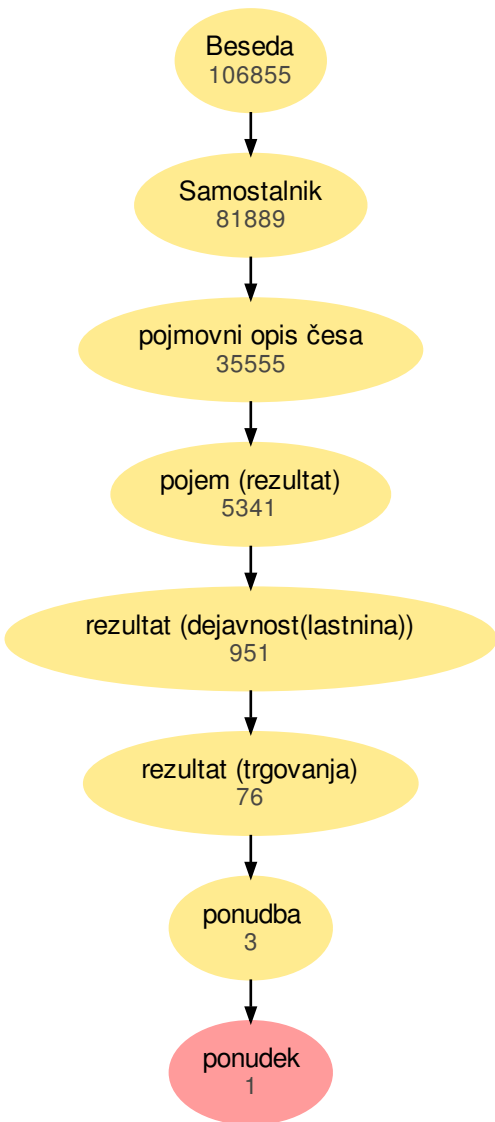 Beseda
106855
Samostalnik
81889
pojmovni opis česa
35555
pojem (rezultat)
5341
rezultat (dejavnost(lastnina))
951
rezultat (trgovanja)
76
ponudba
3
ponudek
1